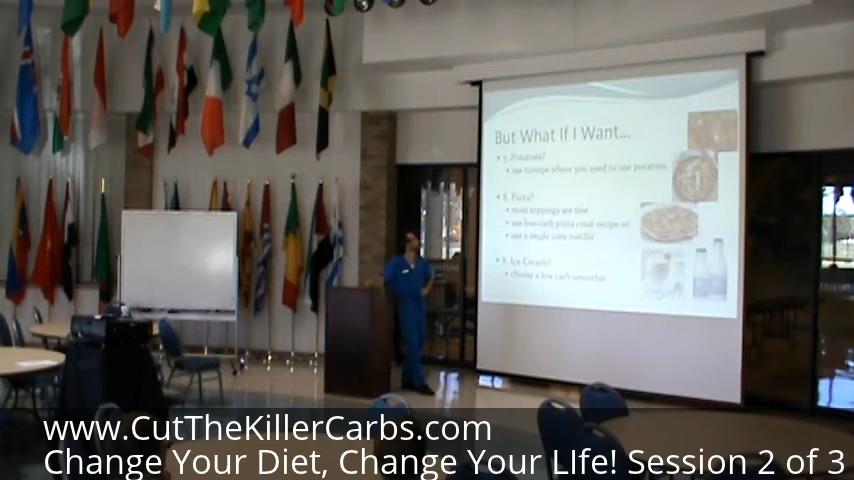 But What If I Want...
• 7. Potatoes?
• use turnips where you used to use potatoes
• 8. Pizza?
• most toppings are fine
• use low-carb pizza crust recipe or
• use a single corn tortilla
Ice Cream?
• choose a low carb smoothie
www.CutTheKillerCarbs.com
Change Your Diet, Change Your LIfe! Session 2 of 3